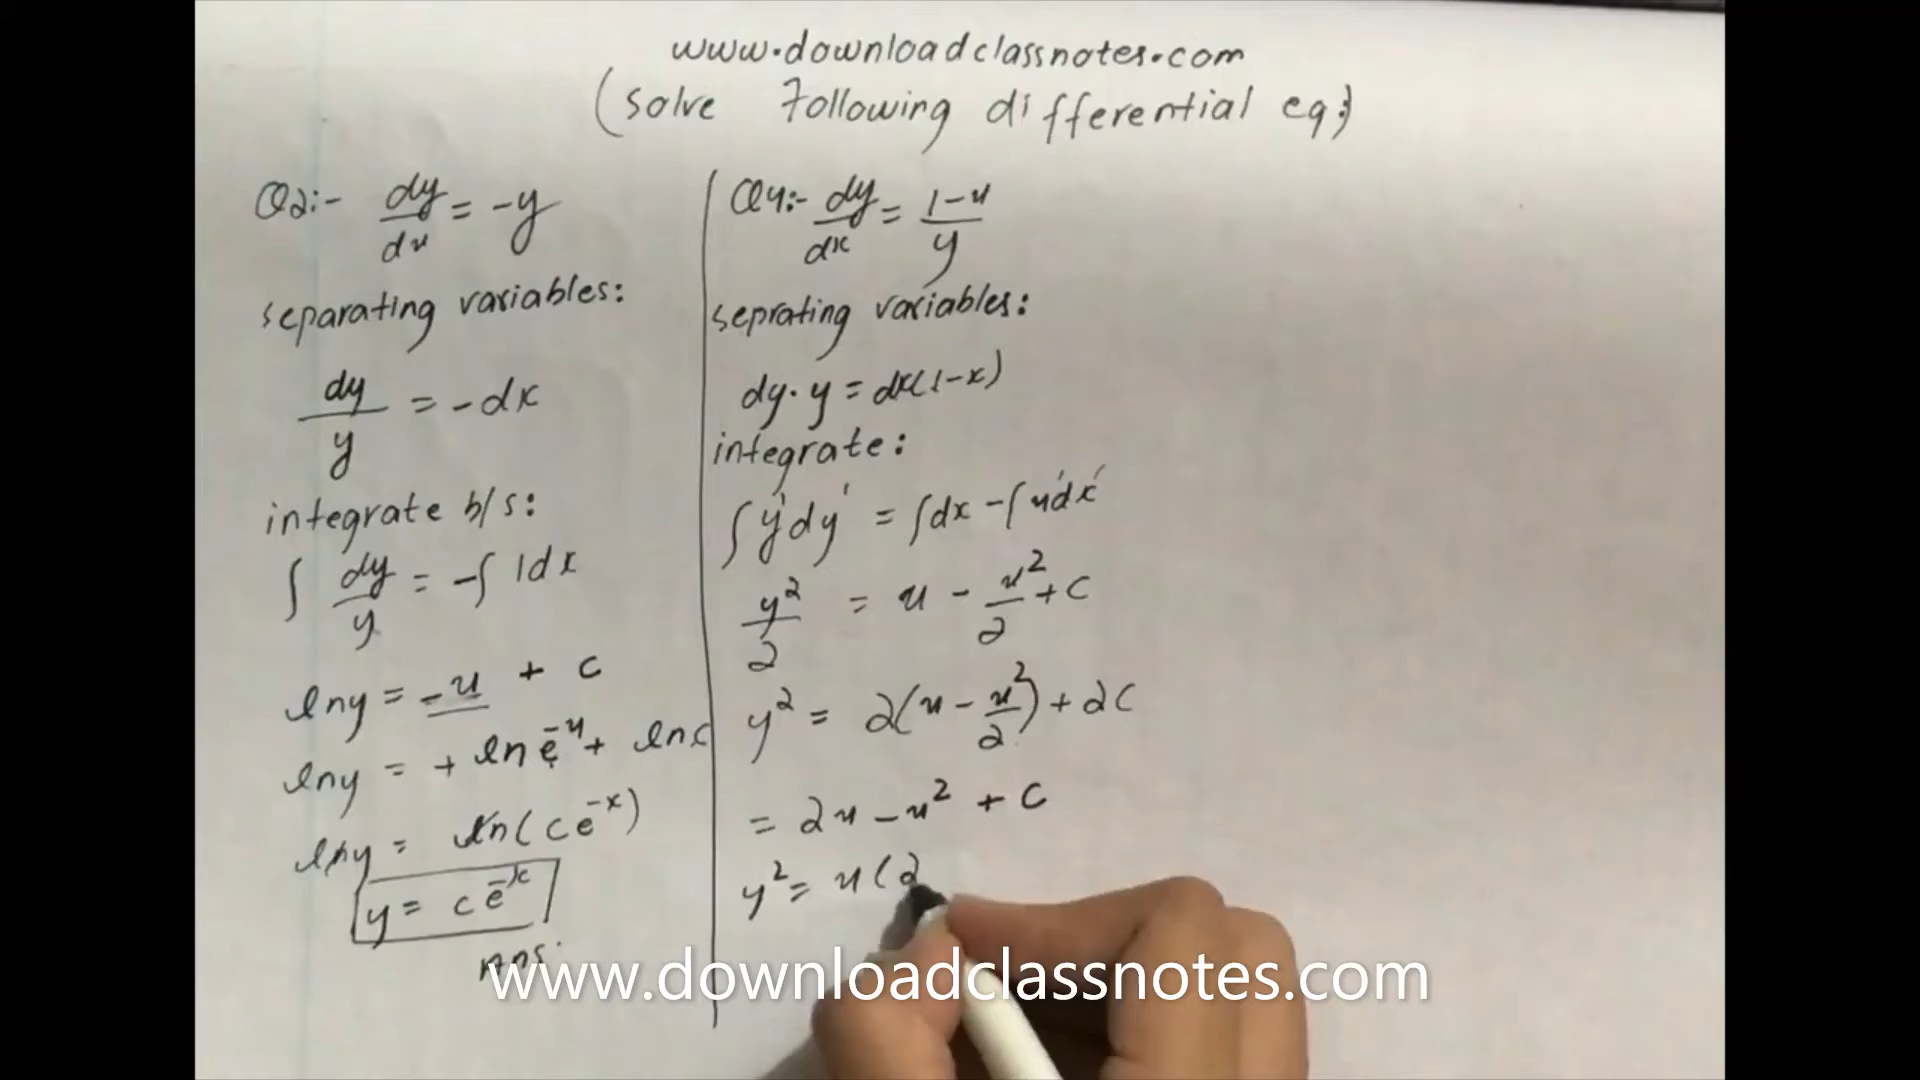 www.downloadclassnotes.com
(solve following differential eq:)
Q2:- dy/dx = -y
separating variables:
dy/y = -dx
integrate b/s:
∫ dy/y = -∫ 1dx
lny = -x + c
lny = + ln e^-x + lnc
lny = ln(ce^-x)
y = ce^-x
Ans.
Q4:- dy/dx = 1-x/y
seprating variables:
dy.y = dx(1-x)
integrate:
∫y'dy' = ∫dx - ∫x'dx'
y²/2 = x - x²/2 + c
y² = 2(x - x²/2) + 2c
= 2x - x² + c
y² = x(2
www.downloadclassnotes.com